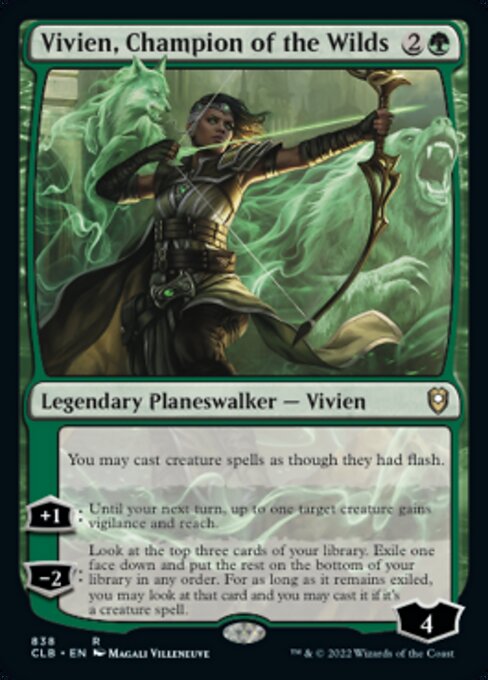 Vivien, Champion of the Wilds 2
Legendary Planeswalker — Vivien
You may cast creature spells as though they had flash.
+1: Until your next turn, up to one target creature gains
vigilance and reach.
Look at the top three cards of your library. Exile one
face down and put the rest on the bottom of your
−2: library in any order. For as long as it remains exiled,
you may look at that card and you may cast it if it's
a creature spell.
4
838 R
CLB • EN Magali Villeneuve ™ & © 2022 Wizards of the Coast